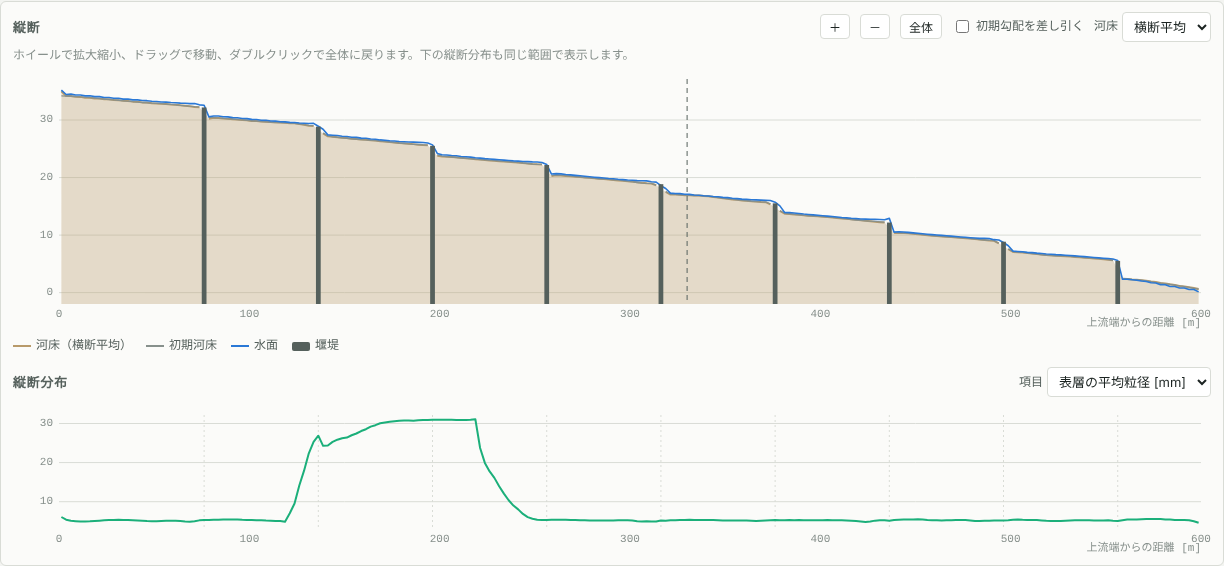 縦断
+ − 全体 初期勾配を差し引く 河床 横断平均
ホイールで拡大縮小、ドラッグで移動、ダブルクリックで全体に戻ります。下の縦断分布も同じ範囲で表示します。
30
20
10
0
0 100 200 300 400 500 600
上流端からの距離 [m]
河床（横断平均） 初期河床 水面 堰堤
縦断分布 項目 表層の平均粒径 [mm]
30
20
10
0 100 200 300 400 500 600
上流端からの距離 [m]